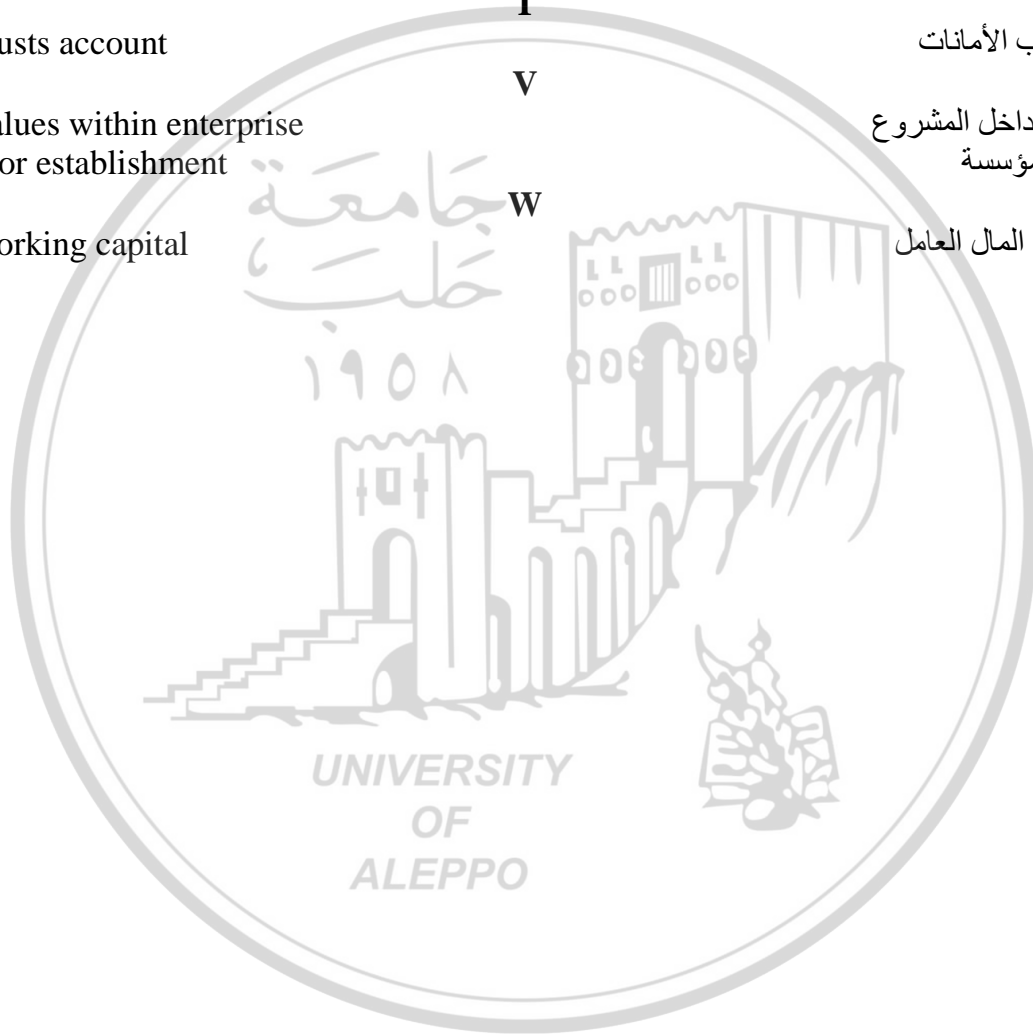 usts account ب الأمانات
V
alues within enterprise داخل المشروع
or establishment مؤسسة
W
orking capital المال العامل
جامعة
حلب
١٩٥٨
UNIVERSITY
OF
ALEPPO